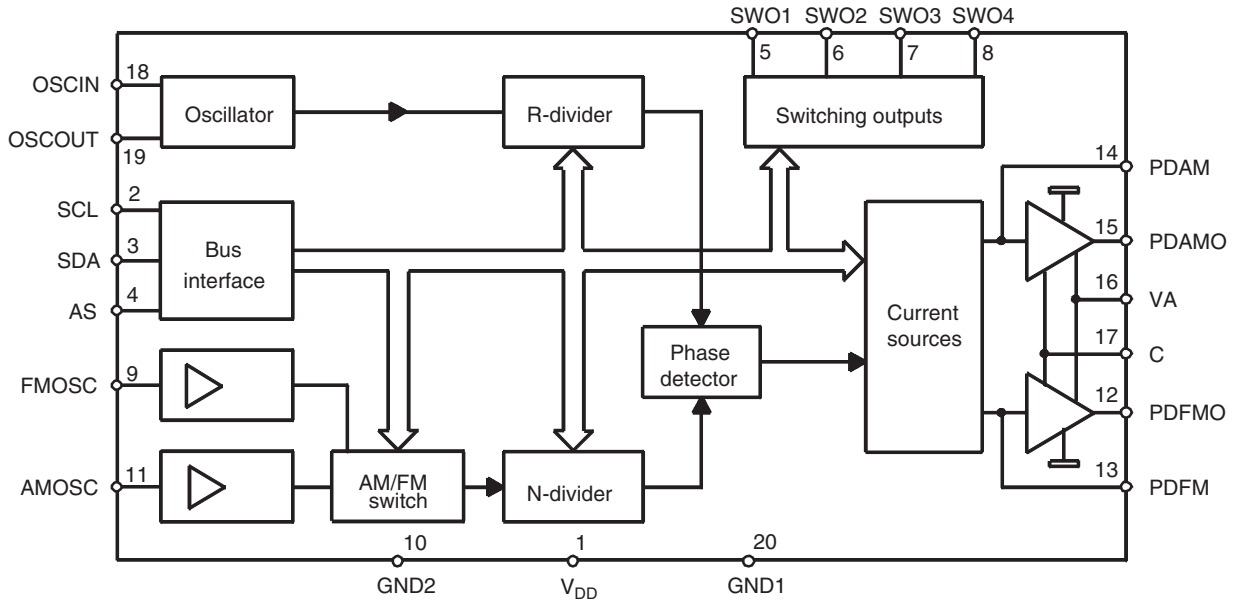 SWO1 SWO2 SWO3 SWO4
5 6 7 8
18
OSCIN
Oscillator
R-divider
Switching outputs
OSCOUT
19
14
PDAM
2
SCL
Bus
interface
15
PDAMO
3
SDA
4
AS
16
VA
Current
sources
17
C
Phase
detector
9
FMOSC
12
PDFMO
11
AMOSC
AM/FM
switch
N-divider
13
PDFM
10 1 20
GND2 VDD GND1